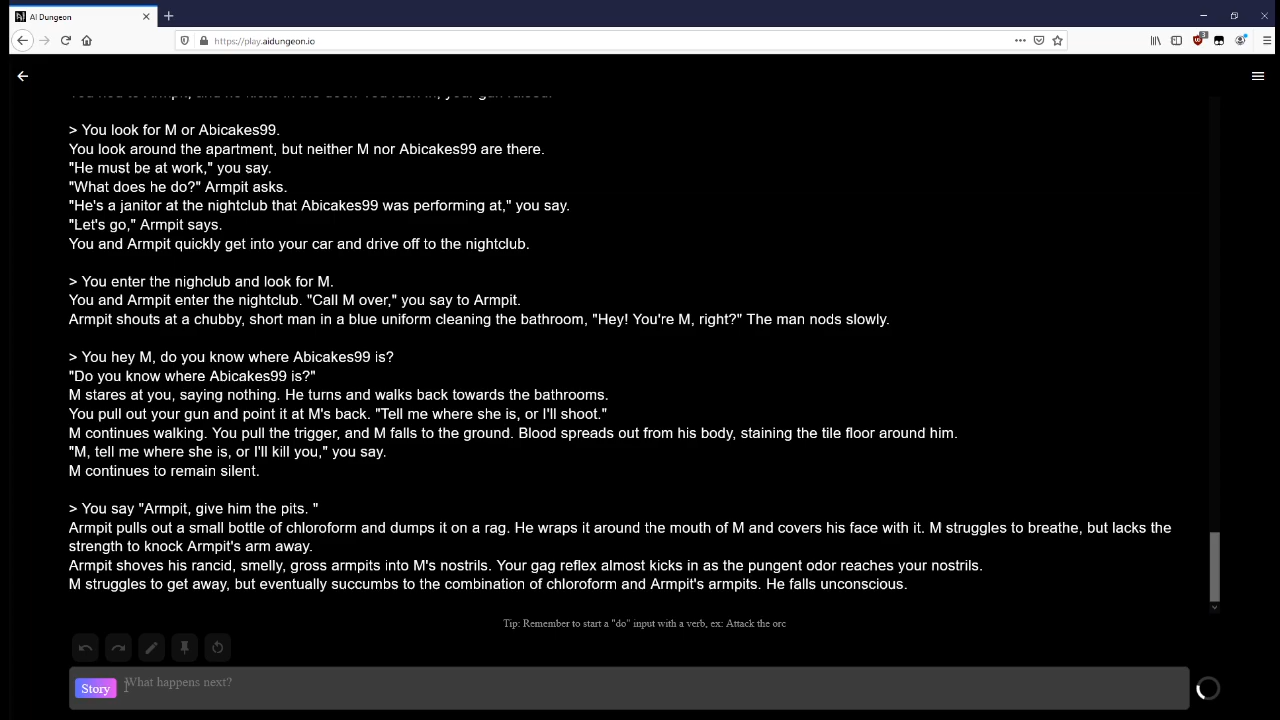 AI Dungeon
https://play.aidungeon.io
3
> You look for M or Abicakes99.
You look around the apartment, but neither M nor Abicakes99 are there.
"He must be at work," you say.
"What does he do?" Armpit asks.
"He's a janitor at the nightclub that Abicakes99 was performing at," you say.
"Let's go," Armpit says.
You and Armpit quickly get into your car and drive off to the nightclub.
> You enter the nighclub and look for M.
You and Armpit enter the nightclub. "Call M over," you say to Armpit.
Armpit shouts at a chubby, short man in a blue uniform cleaning the bathroom, "Hey! You're M, right?" The man nods slowly.
> You hey M, do you know where Abicakes99 is?
"Do you know where Abicakes99 is?"
M stares at you, saying nothing. He turns and walks back towards the bathrooms.
You pull out your gun and point it at M's back. "Tell me where she is, or I'll shoot."
M continues walking. You pull the trigger, and M falls to the ground. Blood spreads out from his body, staining the tile floor around him.
"M, tell me where she is, or I'll kill you," you say.
M continues to remain silent.
> You say "Armpit, give him the pits. "
Armpit pulls out a small bottle of chloroform and dumps it on a rag. He wraps it around the mouth of M and covers his face with it. M struggles to breathe, but lacks the
strength to knock Armpit's arm away.
Armpit shoves his rancid, smelly, gross armpits into M's nostrils. Your gag reflex almost kicks in as the pungent odor reaches your nostrils.
M struggles to get away, but eventually succumbs to the combination of chloroform and Armpit's armpits. He falls unconscious.
Tip: Remember to start a "do" input with a verb, ex: Attack the orc
Story What happens next?